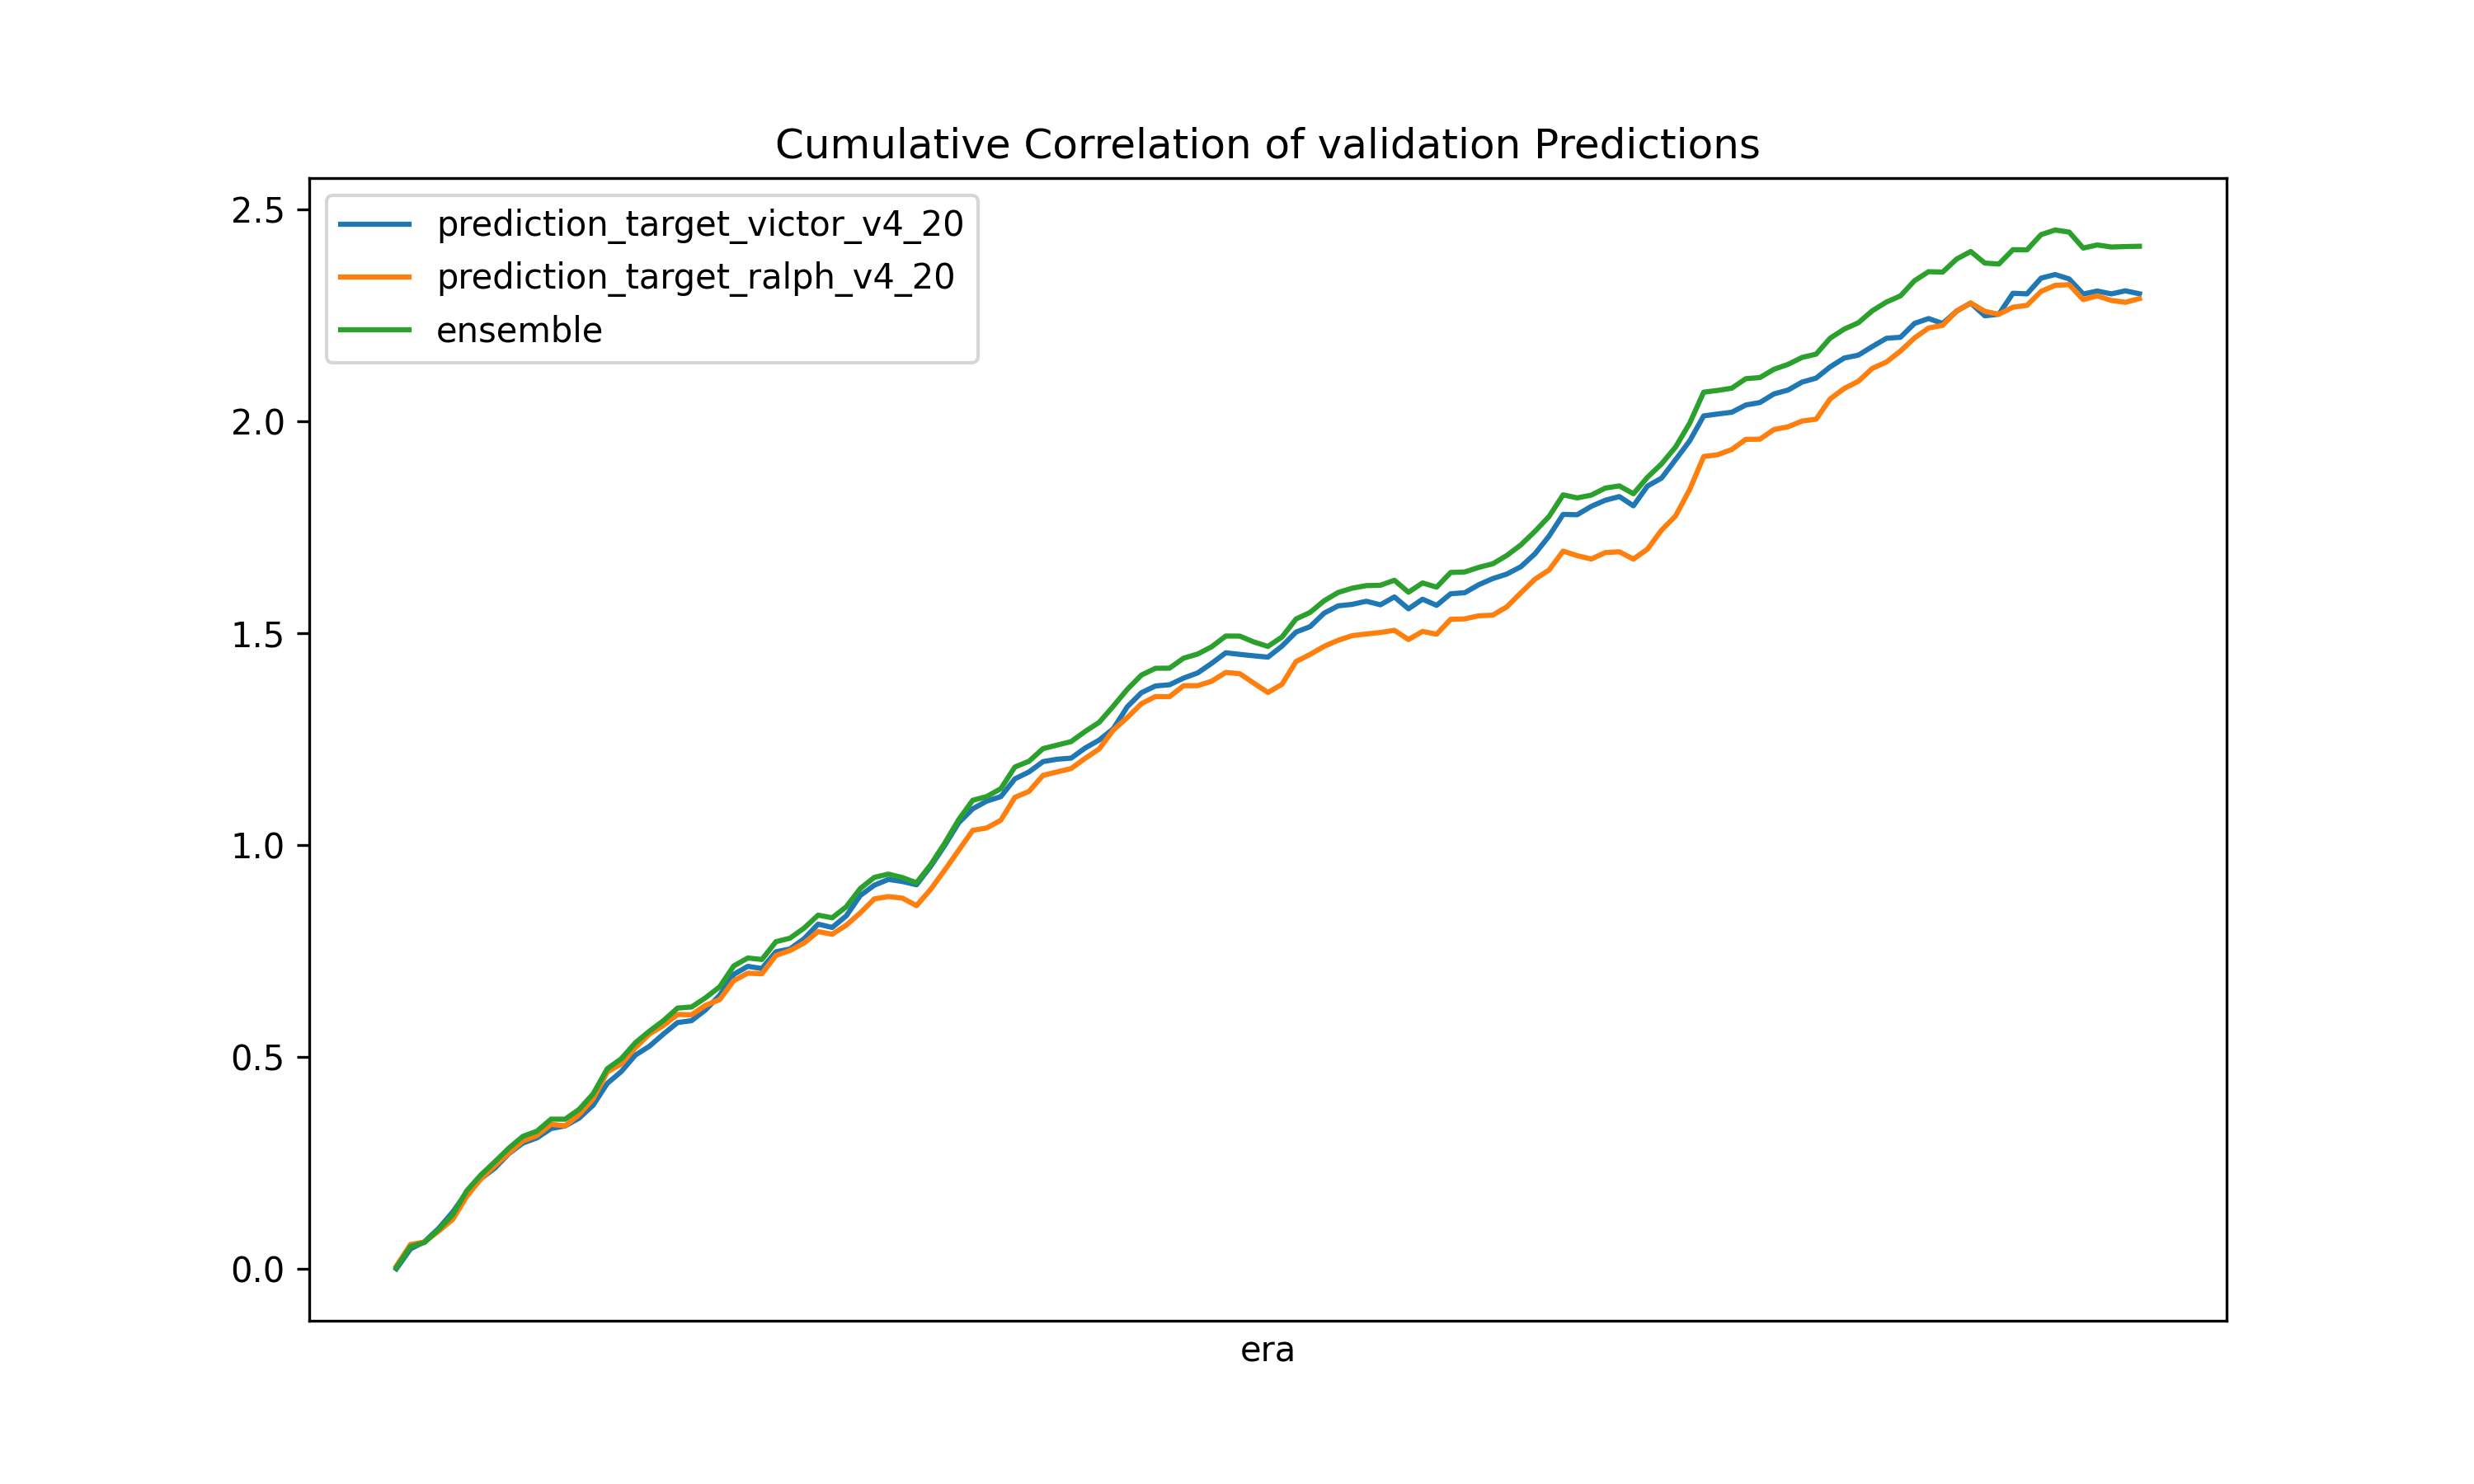 Cumulative Correlation of validation Predictions
prediction_target_victor_v4_20
prediction_target_ralph_v4_20
ensemble
2.5
2.0
1.5
1.0
0.5
0.0
era